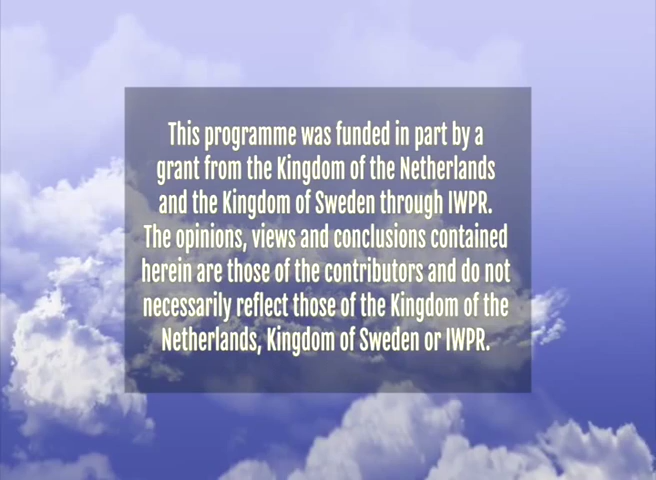 This programme was funded in part by a
grant from the Kingdom of the Netherlands
and the Kingdom of Sweden through IWPR.
The opinions, views and conclusions contained
herein are those of the contributors and do not
necessarily reflect those of the Kingdom of the
Netherlands, Kingdom of Sweden or IWPR.